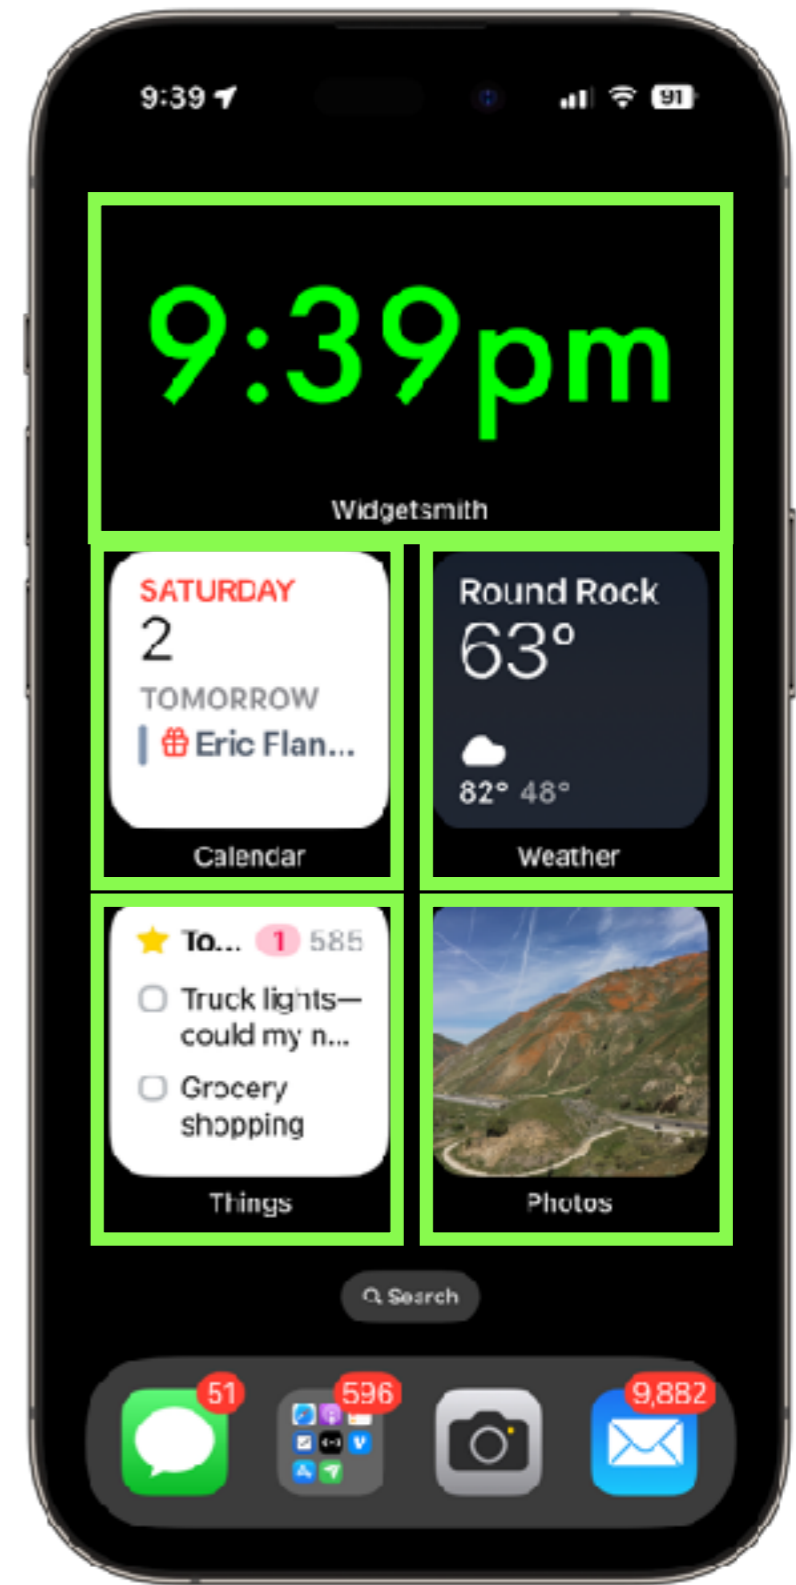 9:39
91
9:39pm
Widgetsmith
SATURDAY
2
TOMORROW
Eric Flan...
Calendar
Round Rock
63°
82° 48°
Weather
To... 1 585
Truck lights—
could my n...
Grocery
shopping
Things
Photos
Search
51
596
9,882